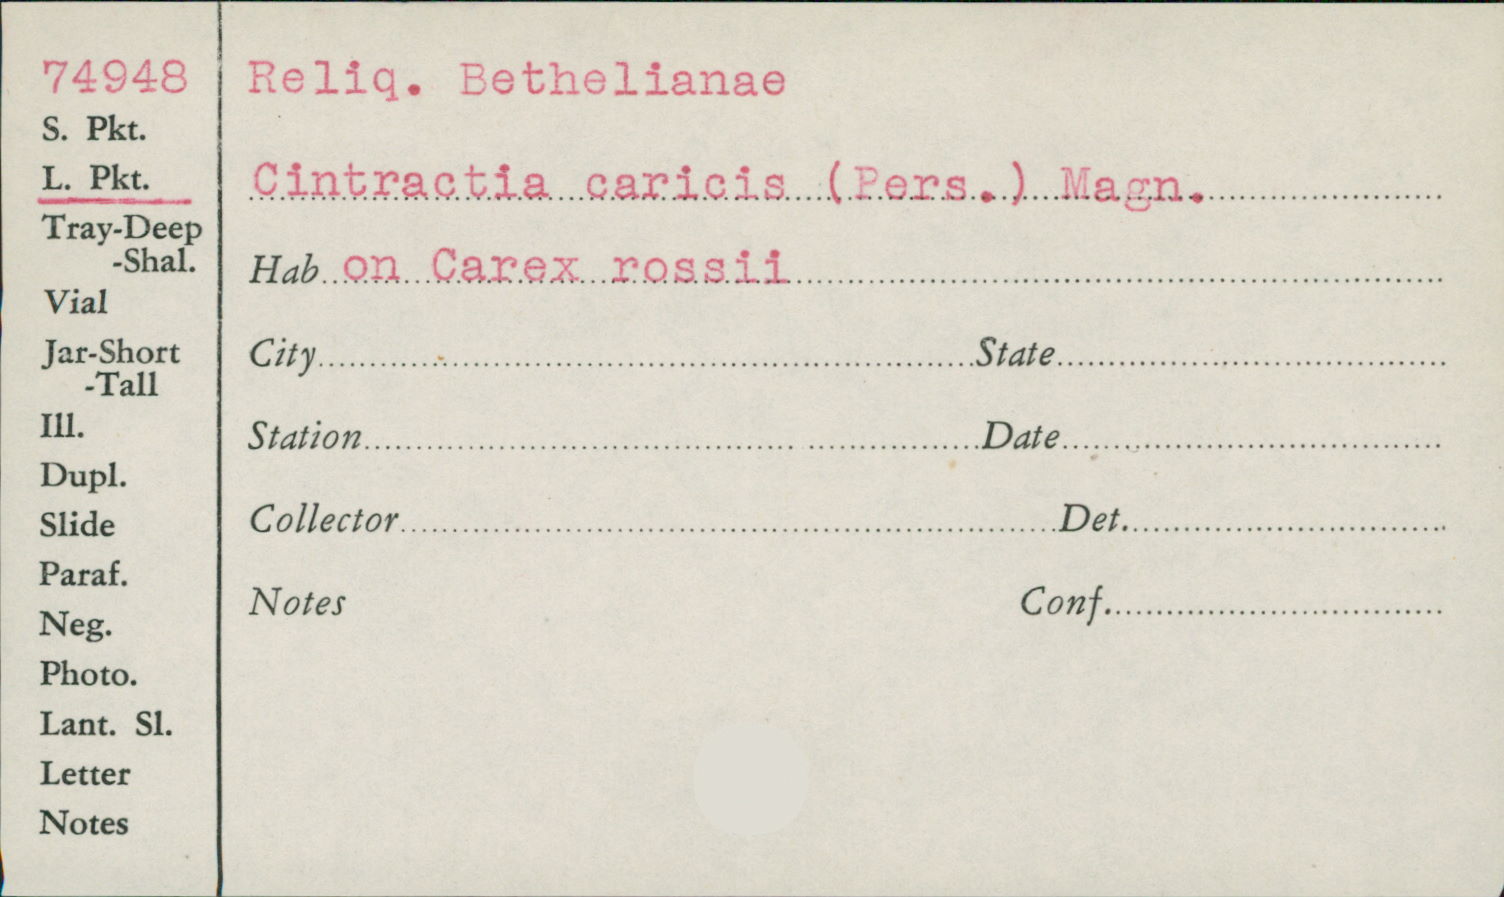 74948
S. Pkt.
L. Pkt.
Tray-Deep
-Shal.
Vial
Jar-Short
-Tall
Ill.
Dupl.
Slide
Paraf.
Neg.
Photo.
Lant. Sl.
Letter
Notes
Reliq. Bethelianae
Cintractia caricis (Pers.) Magn.
Hab. on Carex rossii
City
State
Station
Date
Collector
Det.
Notes
Conf.